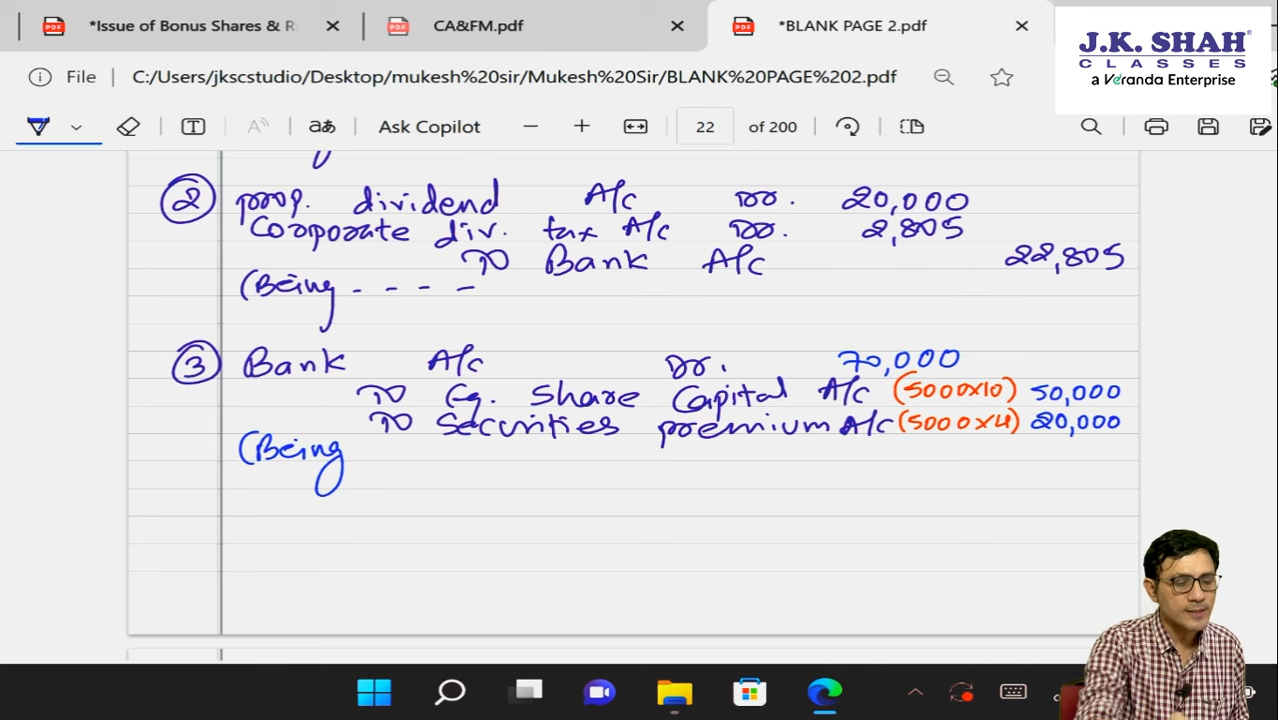 *Issue of Bonus Shares & Ri
CA&FM.pdf
*BLANK PAGE 2.pdf
J.K. SHAH®
CLASSES
a Veranda Enterprise
File C:/Users/jkscstudio/Desktop/mukesh%20sir/Mukesh%20Sir/BLANK%20PAGE%202.pdf
Ask Copilot 22 of 200
② prop. dividend A/c Dr. 20,000
Corporate div. tax A/c Dr. 2,805
To Bank A/c 22,805
(Being - - - -
③ Bank A/c Dr. 70,000
To Eq. Share Capital A/c (5000x10) 50,000
To Securities premium A/c (5000x4) 20,000
(Being